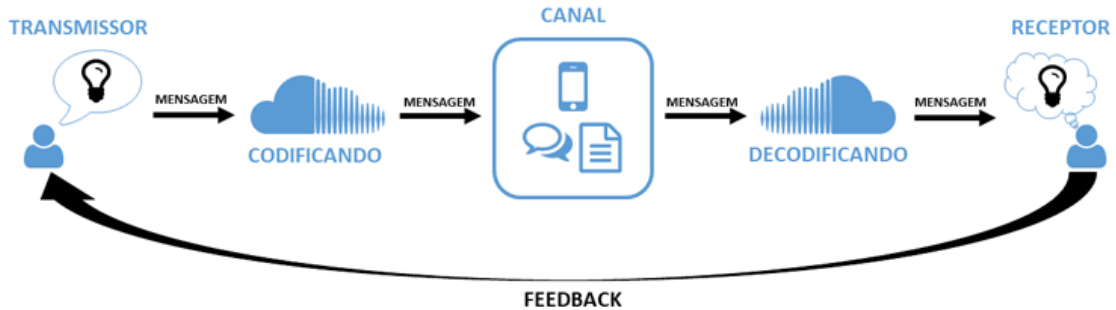 TRANSMISSOR
CANAL
RECEPTOR
MENSAGEM
MENSAGEM
MENSAGEM
MENSAGEM
CODIFICANDO
DECODIFICANDO
FEEDBACK